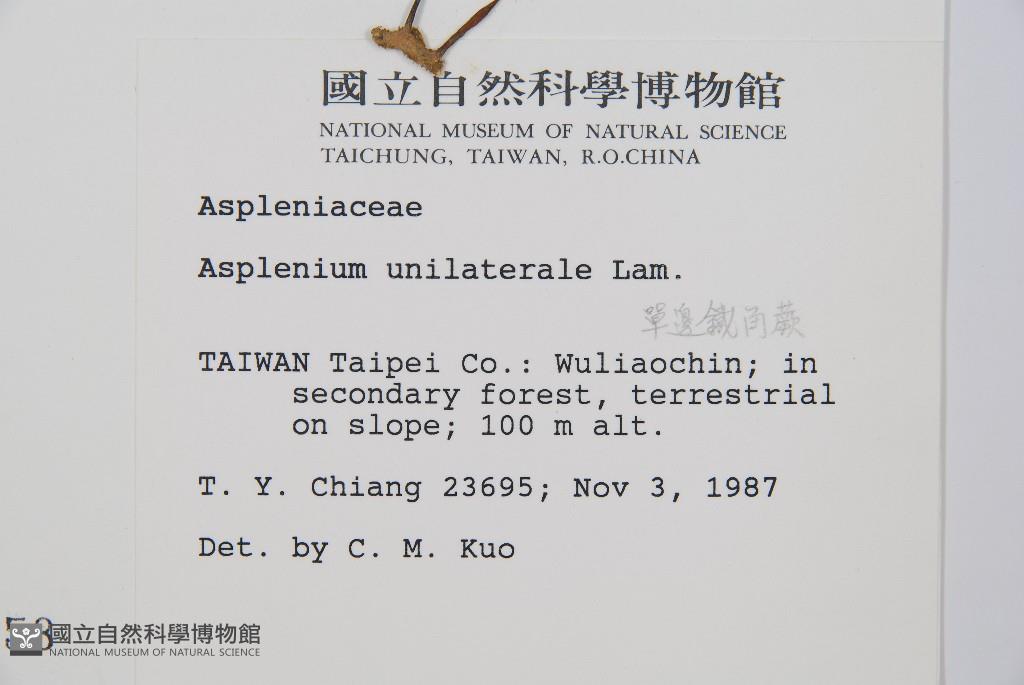 國立自然科學博物館
NATIONAL MUSEUM OF NATURAL SCIENCE
TAICHUNG, TAIWAN, R.O.CHINA
Aspleniaceae
Asplenium unilaterale Lam.
單邊鐵角蕨
TAIWAN Taipei Co.: Wuliaochin; in
secondary forest, terrestrial
on slope; 100 m alt.
T. Y. Chiang 23695; Nov 3, 1987
Det. by C. M. Kuo
國立自然科學博物館
NATIONAL MUSEUM OF NATURAL SCIENCE